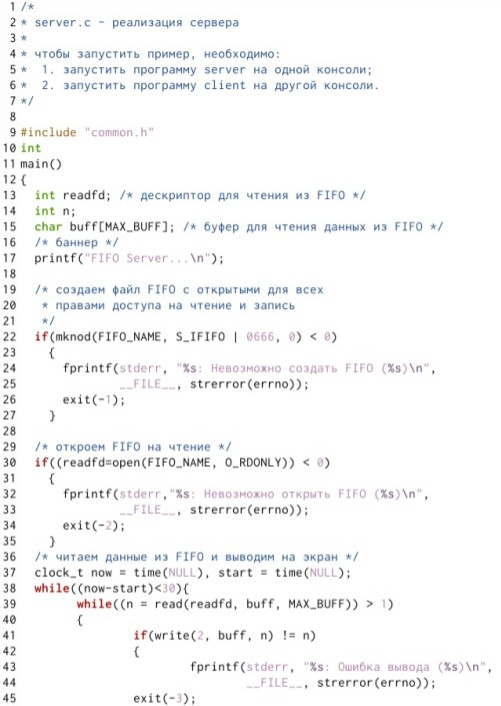 1 /*
2 * server.c - реализация сервера
3 *
4 * чтобы запустить пример, необходимо:
5 *  1. запустить программу server на одной консоли;
6 *  2. запустить программу client на другой консоли.
7 */
8
9 #include "common.h"
10 int
11 main()
12 {
13   int readfd; /* дескриптор для чтения из FIFO */
14   int n;
15   char buff[MAX_BUFF]; /* буфер для чтения данных из FIFO */
16   /* баннер */
17   printf("FIFO Server...\n");
18
19   /* создаем файл FIFO с открытыми для всех
20    * правами доступа на чтение и запись
21    */
22   if(mknod(FIFO_NAME, S_IFIFO | 0666, 0) < 0)
23     {
24       fprintf(stderr, "%s: Невозможно создать FIFO (%s)\n",
25               __FILE__, strerror(errno));
26       exit(-1);
27     }
28
29   /* откроем FIFO на чтение */
30   if((readfd=open(FIFO_NAME, O_RDONLY)) < 0)
31     {
32       fprintf(stderr,"%s: Невозможно открыть FIFO (%s)\n",
33               __FILE__, strerror(errno));
34       exit(-2);
35     }
36   /* читаем данные из FIFO и выводим на экран */
37   clock_t now = time(NULL), start = time(NULL);
38   while((now-start)<30){
39         while((n = read(readfd, buff, MAX_BUFF)) > 1)
40         {
41                 if(write(2, buff, n) != n)
42                 {
43                         fprintf(stderr, "%s: Ошибка вывода (%s)\n",
44                                 __FILE__, strerror(errno));
45                 exit(-3);